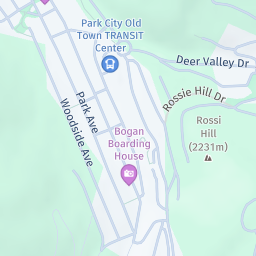 Park City Old
Town TRANSIT
Center
Deer Valley Dr
Rossie Hill Dr
Park Ave
Woodside Ave
Rossi
Hill
(2231m)
Bogan
Boarding
House